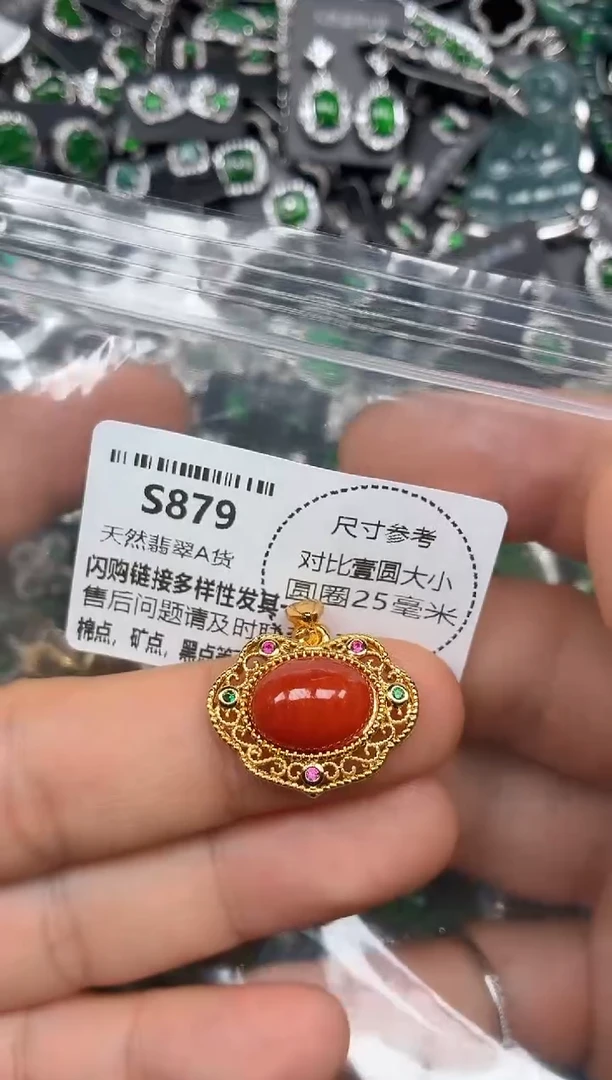 S879
天然翡翠A货
闪购链接多样性发其
售后问题请及时联
棉点，矿点，黑点等
尺寸参考
对比壹圆大小
圆圈25毫米